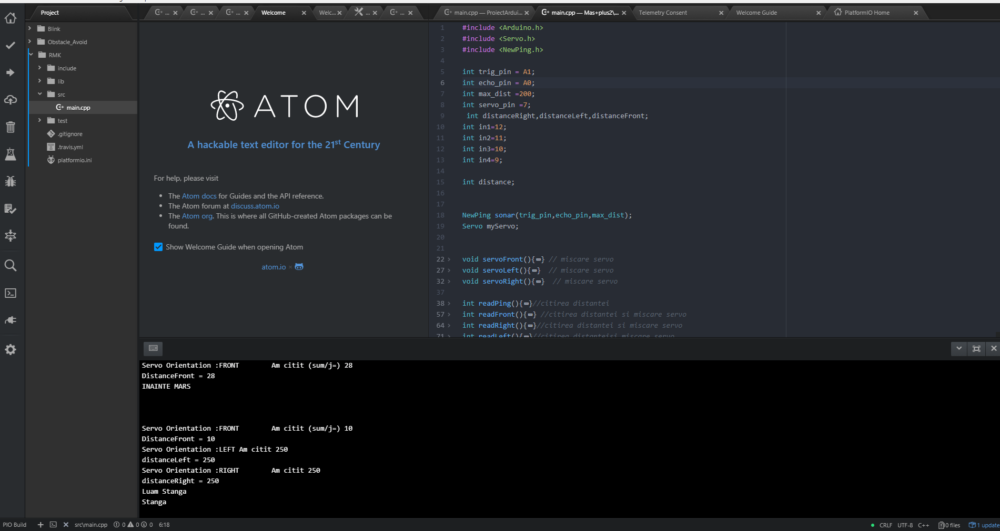 Project
Blink
Obstacle_Avoid
RMK
include
lib
src
main.cpp
test
.gitignore
.travis.yml
platformio.ini
...
...
...
Welcome
Welc...
...
...
ATOM
A hackable text editor for the 21st Century
For help, please visit
The Atom docs for Guides and the API reference.
The Atom forum at discuss.atom.io
The Atom org. This is where all GitHub-created Atom packages can be
found.
Show Welcome Guide when opening Atom
atom.io ×
main.cpp — ProiectArdui...
main.cpp — Mas+plus2\...
Telemetry Consent
Welcome Guide
PlatformIO Home
1 #include <Arduino.h>
2 #include <Servo.h>
3 #include <NewPing.h>
4
5 int trig_pin = A1;
6 int echo_pin = A0;
7 int max_dist =200;
8 int servo_pin =7;
9 int distanceRight,distanceLeft,distanceFront;
10 int in1=12;
11 int in2=11;
12 int in3=10;
13 int in4=9;
14
15 int distance;
16
17
18 NewPing sonar(trig_pin,echo_pin,max_dist);
19 Servo myServo;
20
21
22 void servoFront(){} // miscare servo
27 void servoLeft(){} // miscare servo
32 void servoRight(){} // miscare servo
37
38 int readPing(){}//citirea distantei
57 int readFront(){} //citirea distantei si miscare servo
64 int readRight(){}//citirea distantei si miscare servo
71 int readLeft(){}//citirea distanteisi miscare servo
Servo Orientation :FRONT Am citit (sum/j=) 28
DistanceFront = 28
INAINTE MARS
Servo Orientation :FRONT Am citit (sum/j=) 10
DistanceFront = 10
Servo Orientation :LEFT Am citit 250
distanceLeft = 250
Servo Orientation :RIGHT Am citit 250
distanceRight = 250
Luam Stanga
Stanga
PIO Build src\main.cpp 0 0 0 6:18
CRLF UTF-8 C++ 0 files 1 update